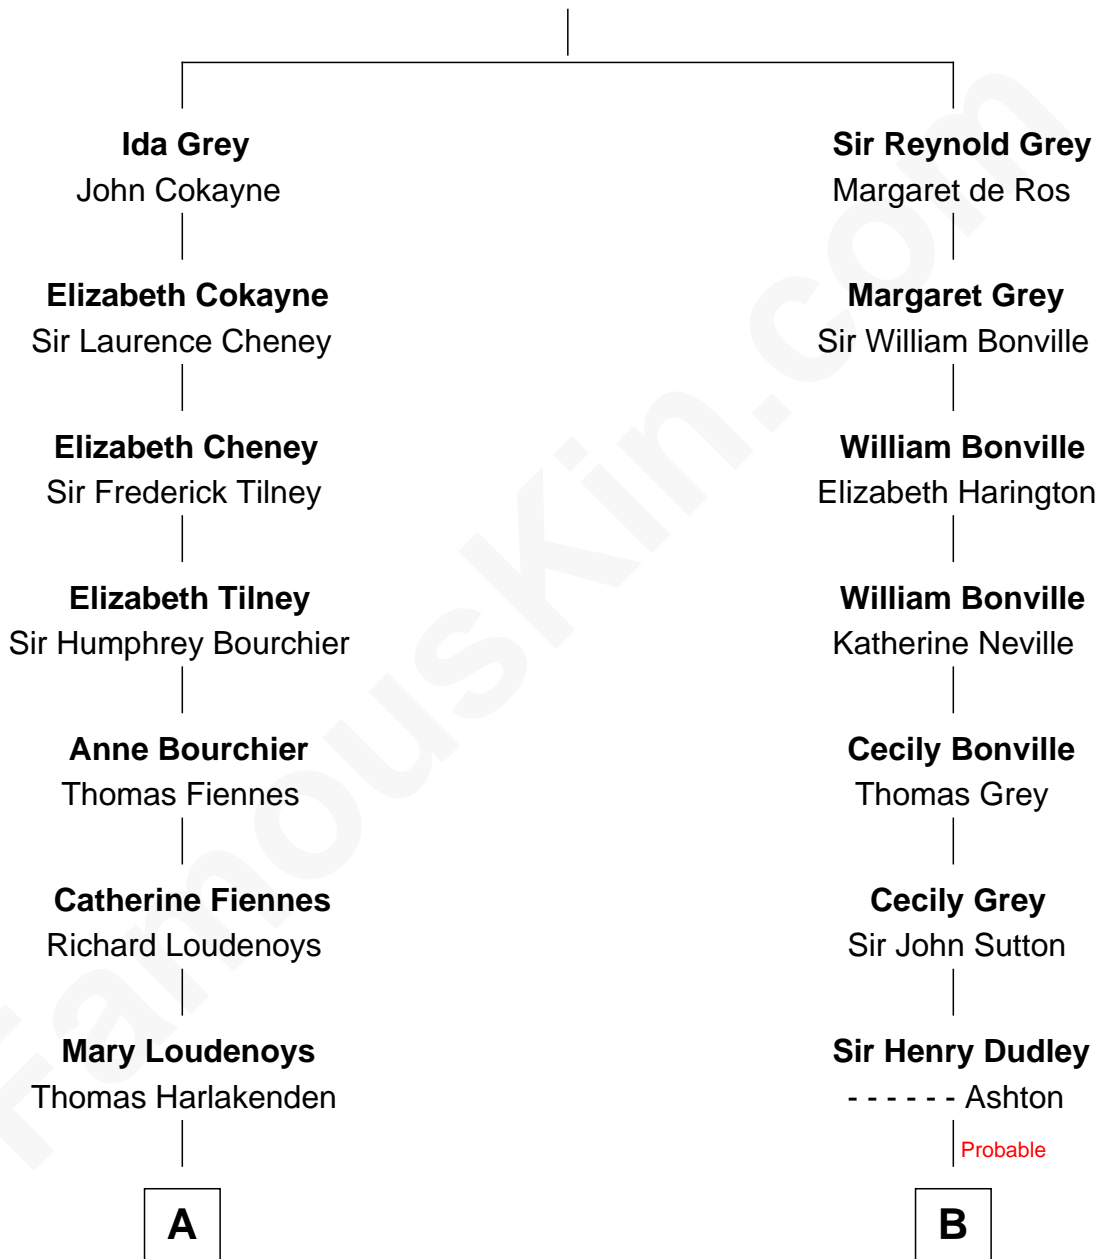 Ida Grey
John Cokayne
Sir Reynold Grey
Margaret de Ros
Elizabeth Cokayne
Sir Laurence Cheney
Margaret Grey
Sir William Bonville
Elizabeth Cheney
Sir Frederick Tilney
William Bonville
Elizabeth Harington
Elizabeth Tilney
Sir Humphrey Bourchier
William Bonville
Katherine Neville
Anne Bourchier
Thomas Fiennes
Cecily Bonville
Thomas Grey
Catherine Fiennes
Richard Loudenoys
Cecily Grey
Sir John Sutton
Mary Loudenoys
Thomas Harlakenden
Sir Henry Dudley
- - - - - - Ashton
Probable
A
B
FamousKin.com